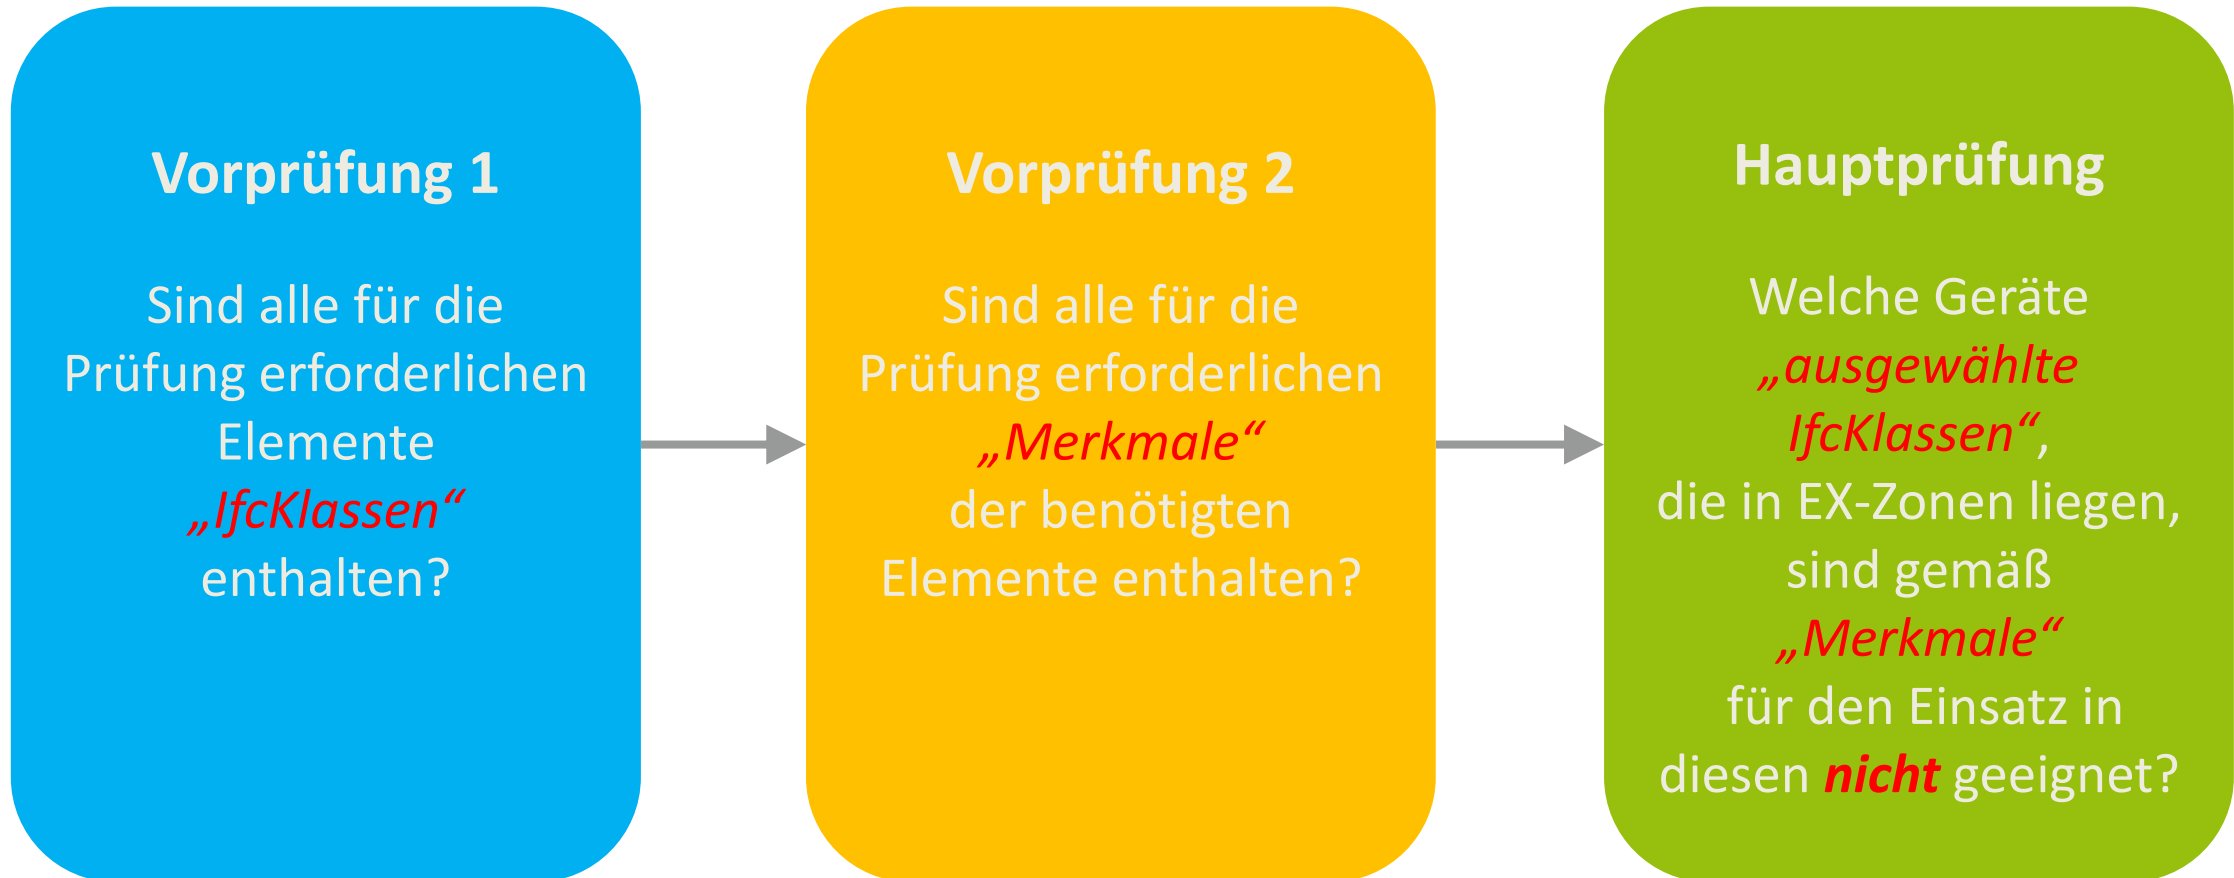 Vorprüfung 1
Sind alle für die
Prüfung erforderlichen
Elemente
„IfcKlassen“
enthalten?
Vorprüfung 2
Sind alle für die
Prüfung erforderlichen
„Merkmale“
der benötigten
Elemente enthalten?
Hauptprüfung
Welche Geräte
„ausgewählte
IfcKlassen“,
die in EX-Zonen liegen,
sind gemäß
„Merkmale“
für den Einsatz in
diesen nicht geeignet?